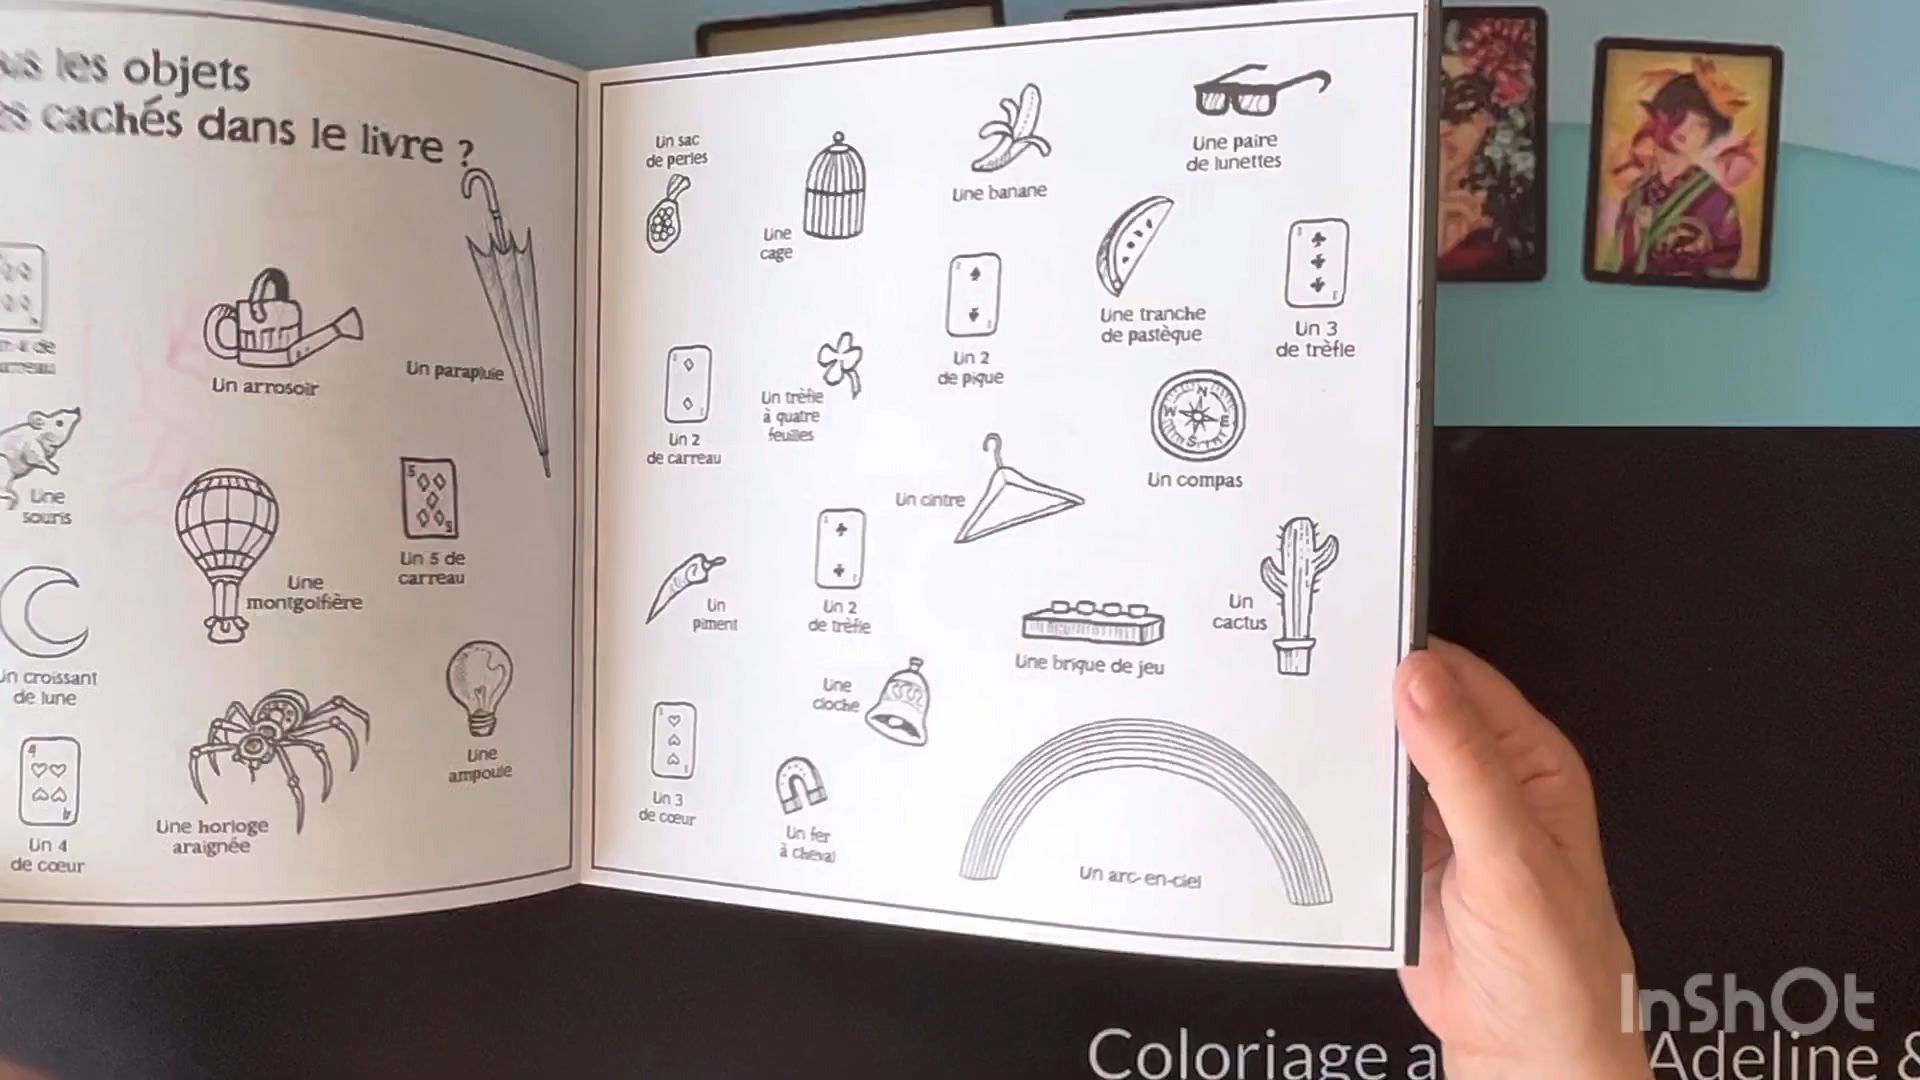 les objets
cachés dans le livre ?
Un arrosoir
Un parapluie
Une
souris
Une
montgolfière
5
5
Un 5 de
carreau
Un croissant
de lune
Une
ampoule
4
4
Un 4
de cœur
Une horloge
araignée
Un sac
de perles
Une
cage
Une banane
Une paire
de lunettes
Un 2
de carreau
Un trèfle
à quatre
feuilles
Un 2
de pique
Une tranche
de pastèque
Un 3
de trèfle
N
W E
S
Un compas
Un cintre
Un
piment
Un 2
de trèfle
Une brique de jeu
Un
cactus
Une
cloche
Un 3
de cœur
Un fer
à cheval
Un arc-en-ciel
InShOt
Coloriage a
Adeline &